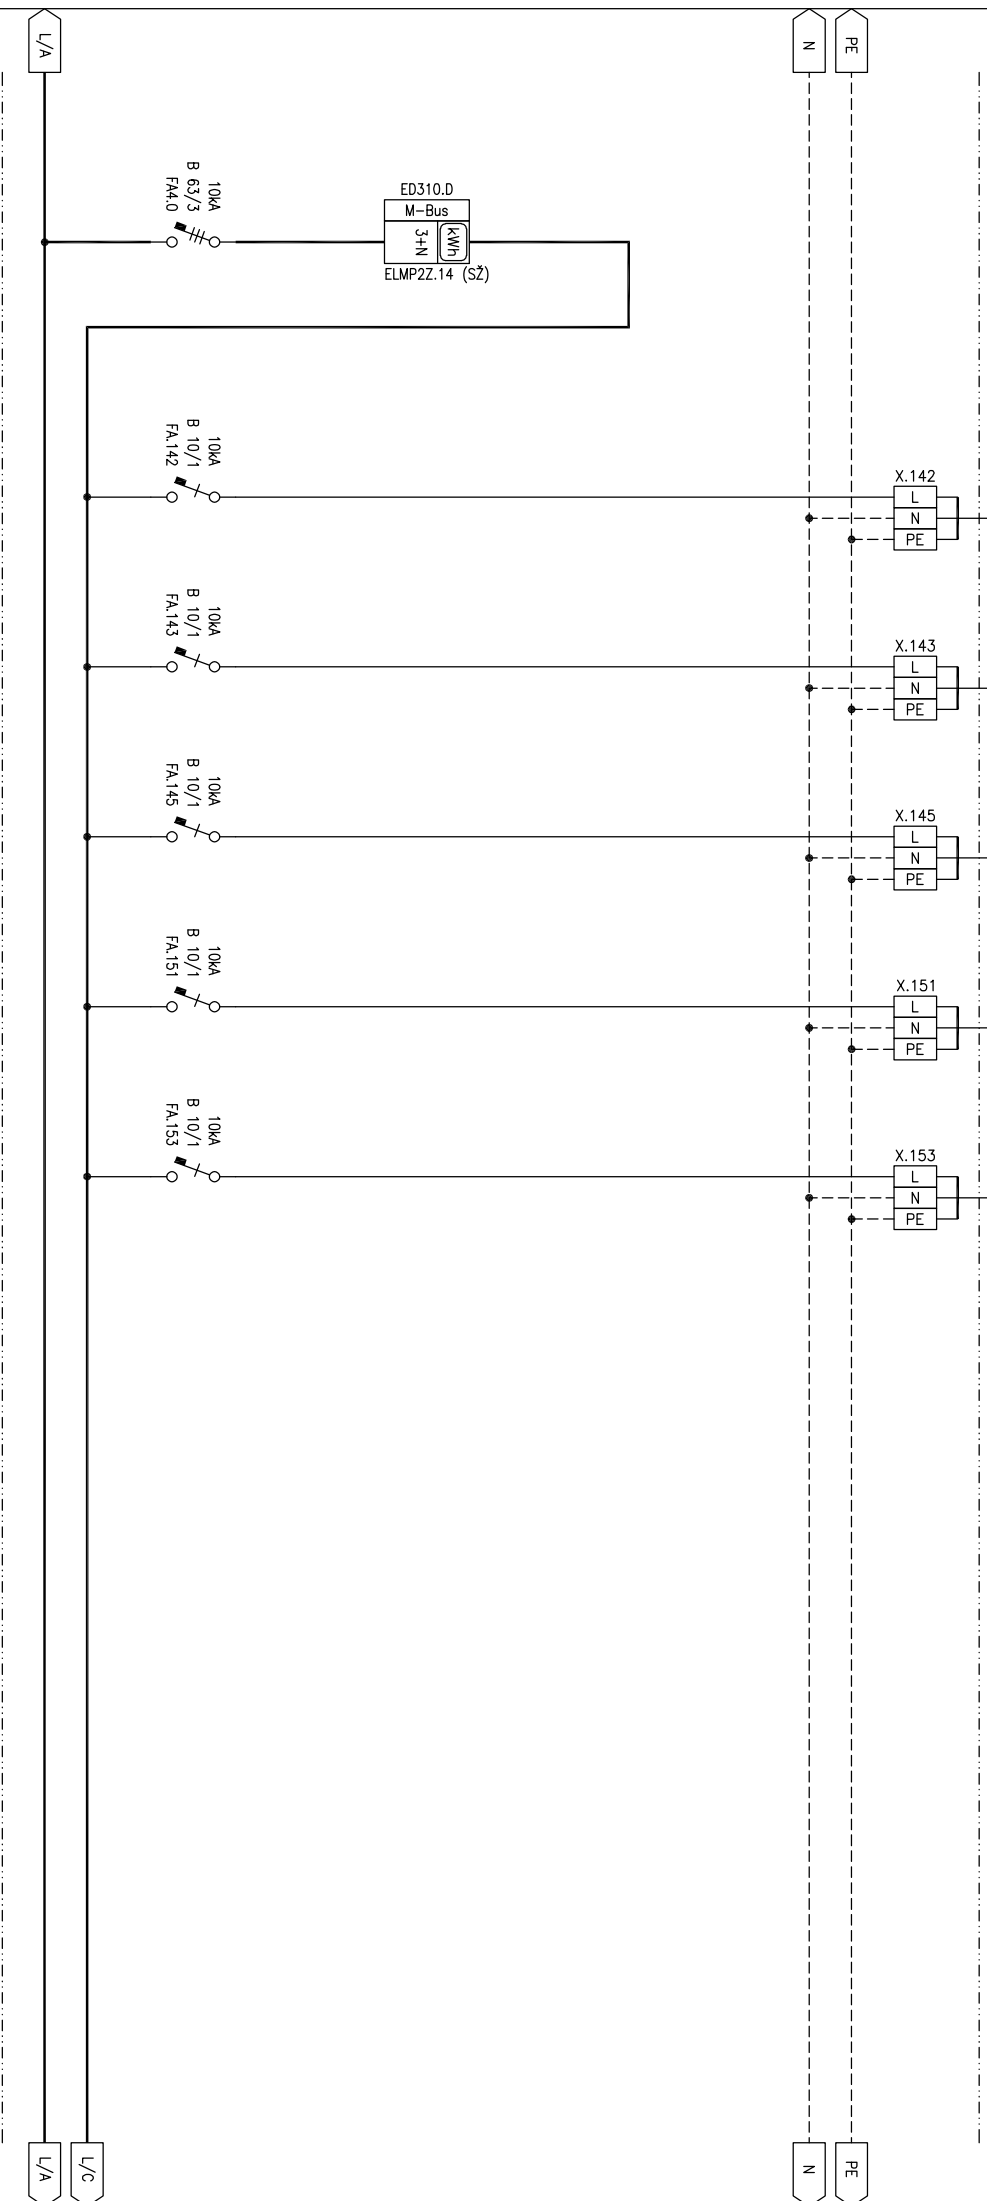 L/A
N
PE
10kA
B 63/3
FA4.0
ED310.D
M-Bus
kWh
3+N
ELMP2Z.14 (SŽ)
10kA
B 10/1
FA.142
X.142
L
N
PE
10kA
B 10/1
FA.143
X.143
L
N
PE
10kA
B 10/1
FA.145
X.145
L
N
PE
10kA
B 10/1
FA.151
X.151
L
N
PE
10kA
B 10/1
FA.153
X.153
L
N
PE
L/A
L/C
N
PE